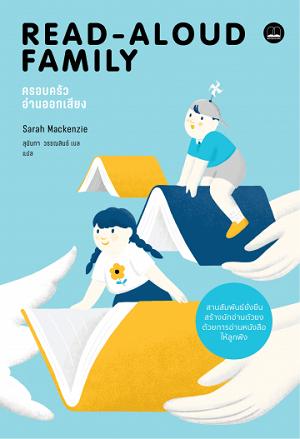 READ-ALOUD
FAMILY
ครอบครัว
อ่านออกเสียง
Sarah Mackenzie
สุนันทา วรรณสินธ์ เบล
แปล
สานสัมพันธ์ยั่งยืน
สร้างนักอ่านตัวยง
ด้วยการอ่านหนังสือ
ให้ลูกฟัง